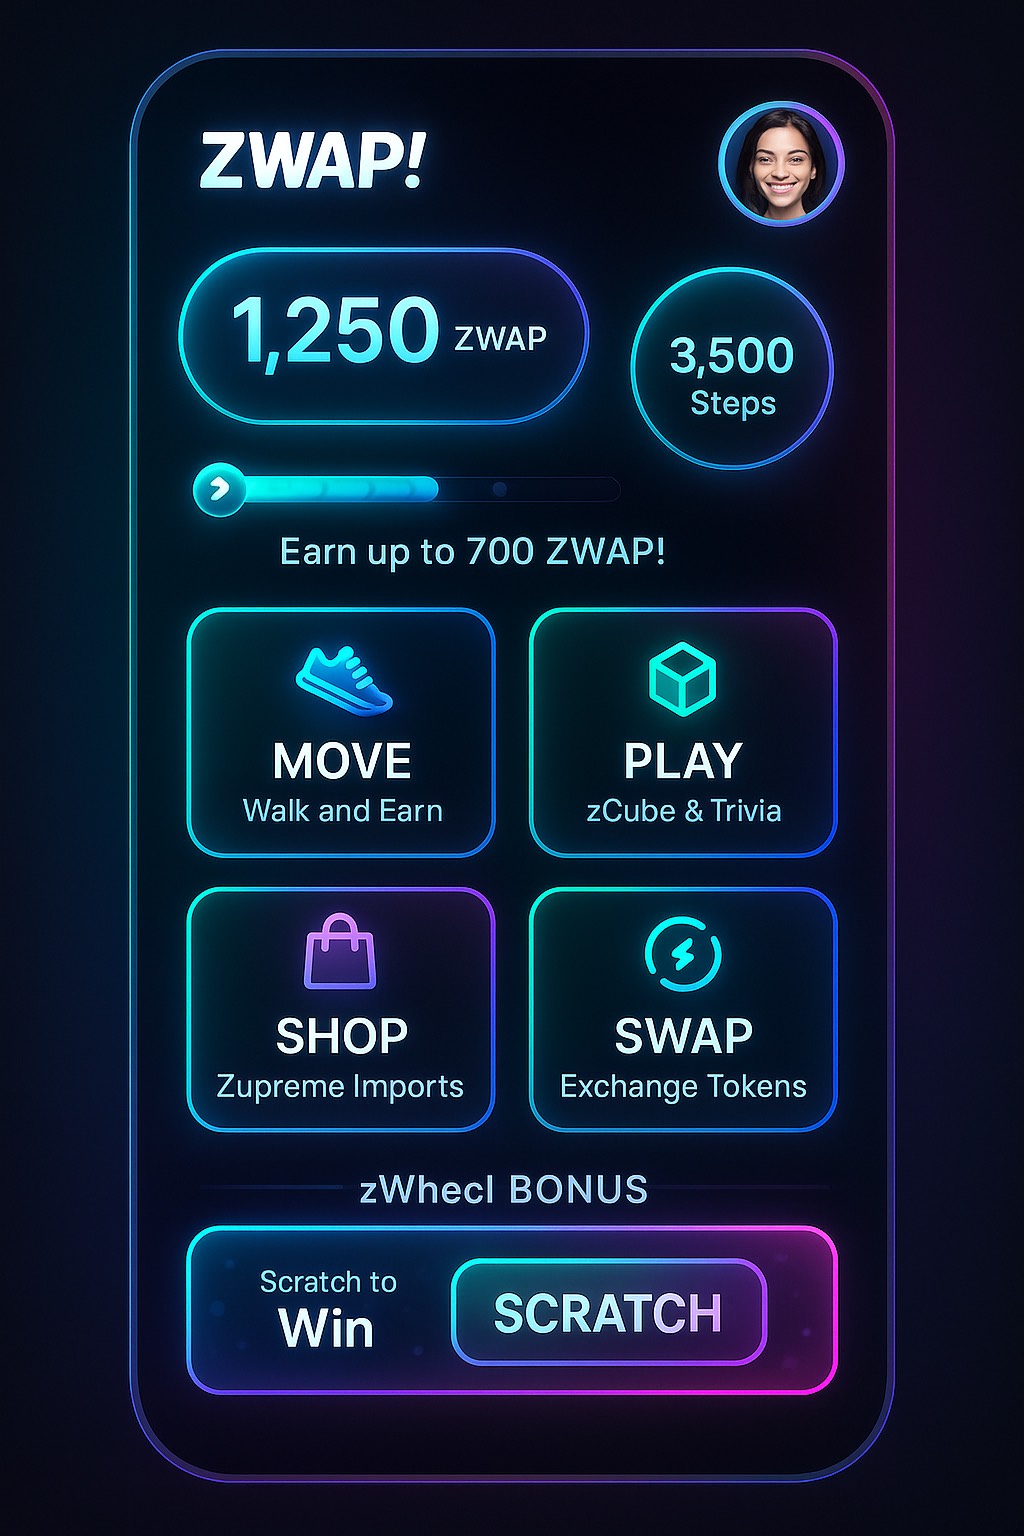 ZWAP!
1,250 ZWAP
3,500
Steps
Earn up to 700 ZWAP!
MOVE
Walk and Earn
PLAY
zCube & Trivia
SHOP
Zupreme Imports
SWAP
Exchange Tokens
zWhecl BONUS
Scratch to
Win
SCRATCH